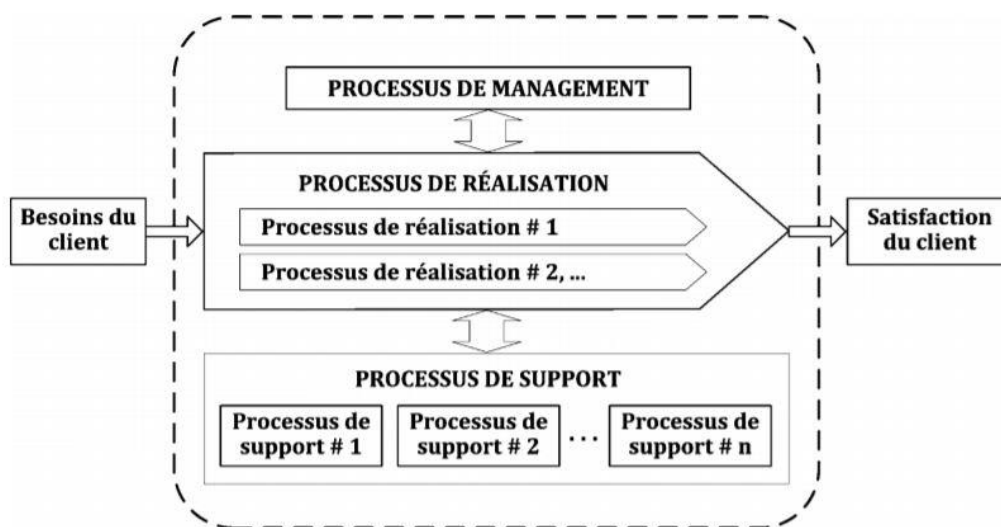 PROCESSUS DE MANAGEMENT
PROCESSUS DE RÉALISATION
Besoins du
client
Processus de réalisation # 1
Processus de réalisation # 2, ...
Satisfaction
du client
PROCESSUS DE SUPPORT
Processus de
support # 1
Processus de
support # 2
...
Processus de
support # n